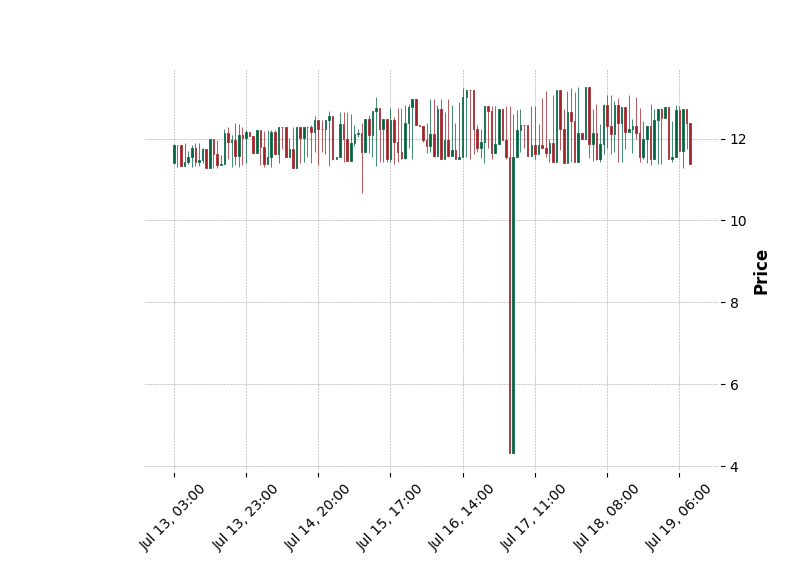 12
10
8
6
4
Price
Jul 13, 03:00
Jul 13, 23:00
Jul 14, 20:00
Jul 15, 17:00
Jul 16, 14:00
Jul 17, 11:00
Jul 18, 08:00
Jul 19, 06:00